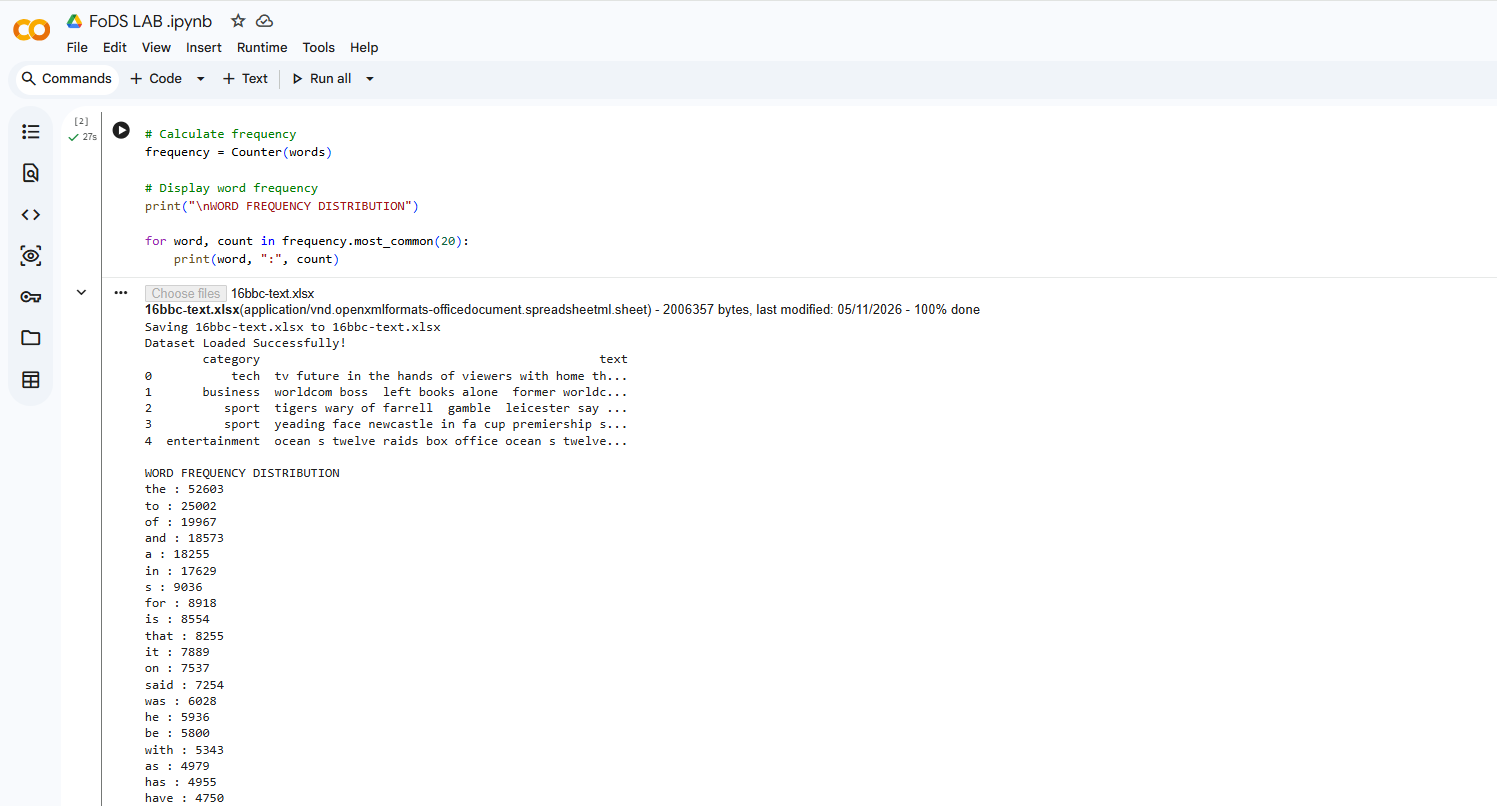 FoDS LAB .ipynb
File Edit View Insert Runtime Tools Help
Commands + Code + Text Run all
[2]
27s
# Calculate frequency
frequency = Counter(words)
# Display word frequency
print("\nWORD FREQUENCY DISTRIBUTION")
for word, count in frequency.most_common(20):
    print(word, ":", count)
Choose files 16bbc-text.xlsx
16bbc-text.xlsx(application/vnd.openxmlformats-officedocument.spreadsheetml.sheet) - 2006357 bytes, last modified: 05/11/2026 - 100% done
Saving 16bbc-text.xlsx to 16bbc-text.xlsx
Dataset Loaded Successfully!
        category                                               text
0           tech  tv future in the hands of viewers with home th...
1       business  worldcom boss  left books alone  former worldc...
2          sport  tigers wary of farrell  gamble  leicester say ...
3          sport  yeading face newcastle in fa cup premiership s...
4  entertainment  ocean s twelve raids box office ocean s twelve...
WORD FREQUENCY DISTRIBUTION
the : 52603
to : 25002
of : 19967
and : 18573
a : 18255
in : 17629
s : 9036
for : 8918
is : 8554
that : 8255
it : 7889
on : 7537
said : 7254
was : 6028
he : 5936
be : 5800
with : 5343
as : 4979
has : 4955
have : 4750